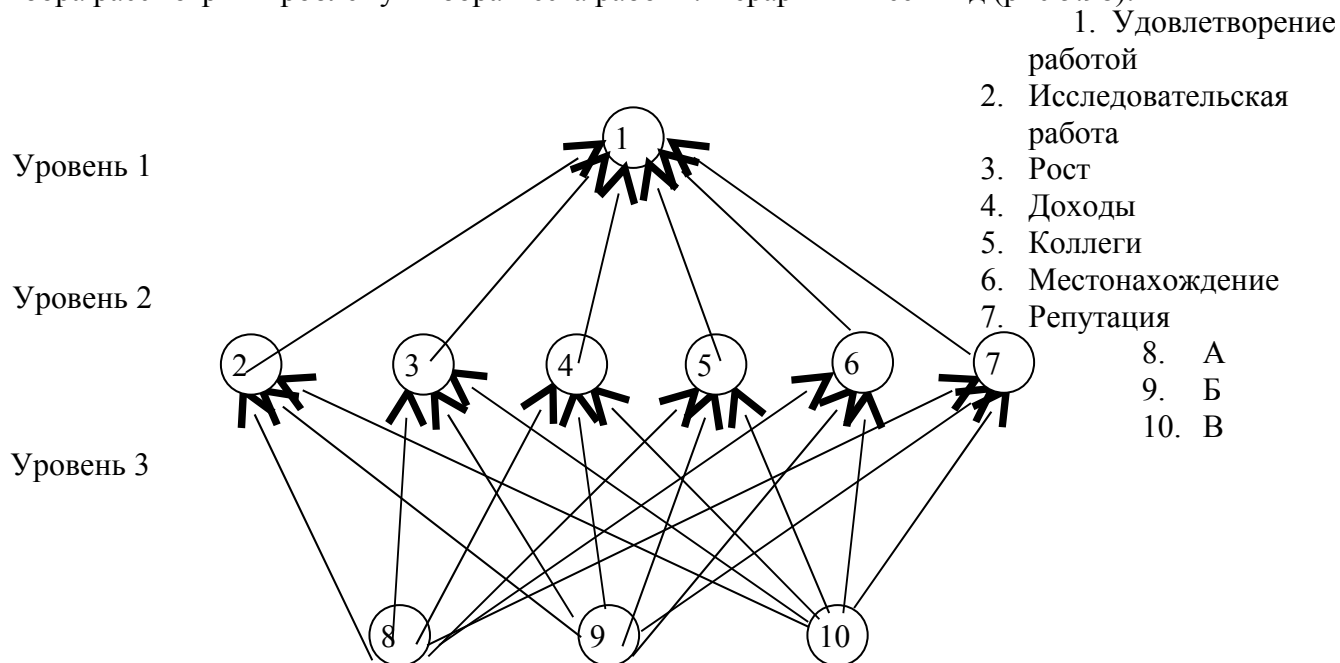 1. Удовлетворение
работой
2. Исследовательская
работа
3. Рост
4. Доходы
5. Коллеги
6. Местонахождение
7. Репутация
8. А
9. Б
10. В
Уровень 1
1
Уровень 2
2 3 4 5 6 7
Уровень 3
8 9 10